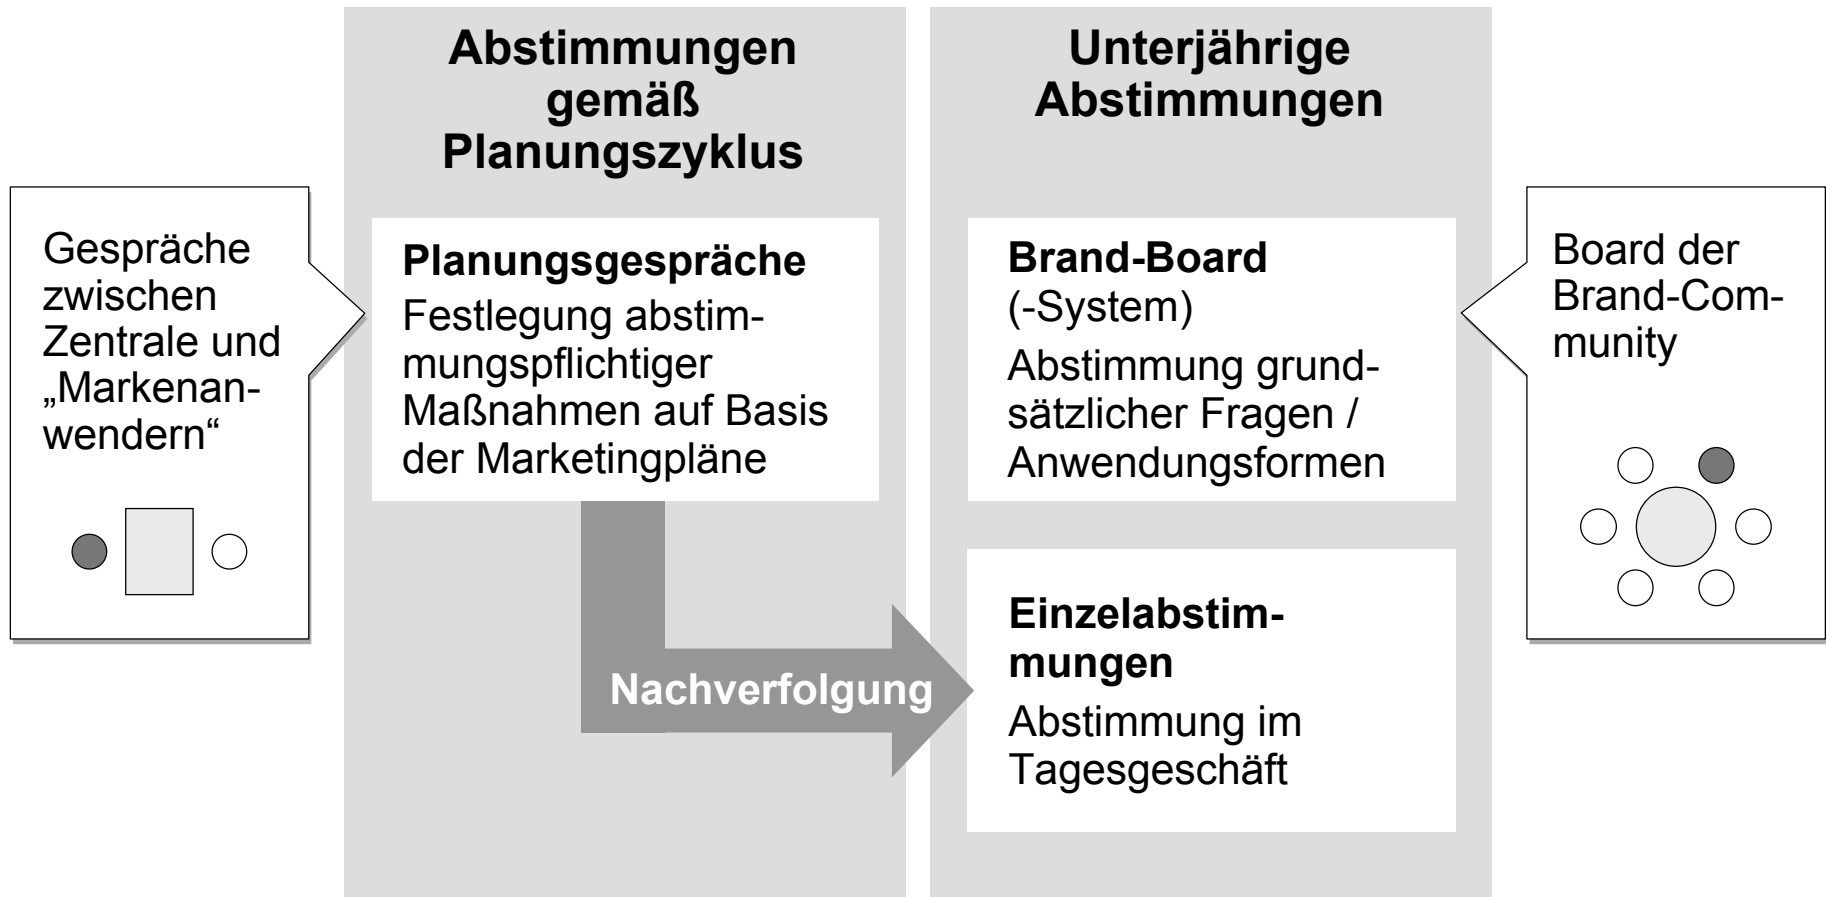 Abstimmungen
gemäß
Planungszyklus
Unterjährige
Abstimmungen
Gespräche
zwischen
Zentrale und
„Markenan-
wendern“
Planungsgespräche
Festlegung abstim-
mungspflichtiger
Maßnahmen auf Basis
der Marketingpläne
Brand-Board
(-System)
Abstimmung grund-
sätzlicher Fragen /
Anwendungsformen
Board der
Brand-Com-
munity
Nachverfolgung
Einzelabstim-
mungen
Abstimmung im
Tagesgeschäft